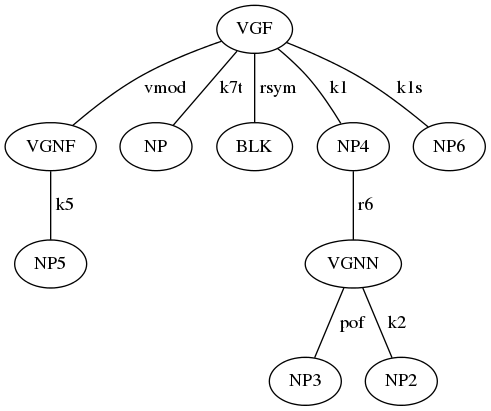 VGF
vmod k7t rsym k1 k1s
VGNF NP BLK NP4 NP6
k5 r6
NP5 VGNN
pof k2
NP3 NP2